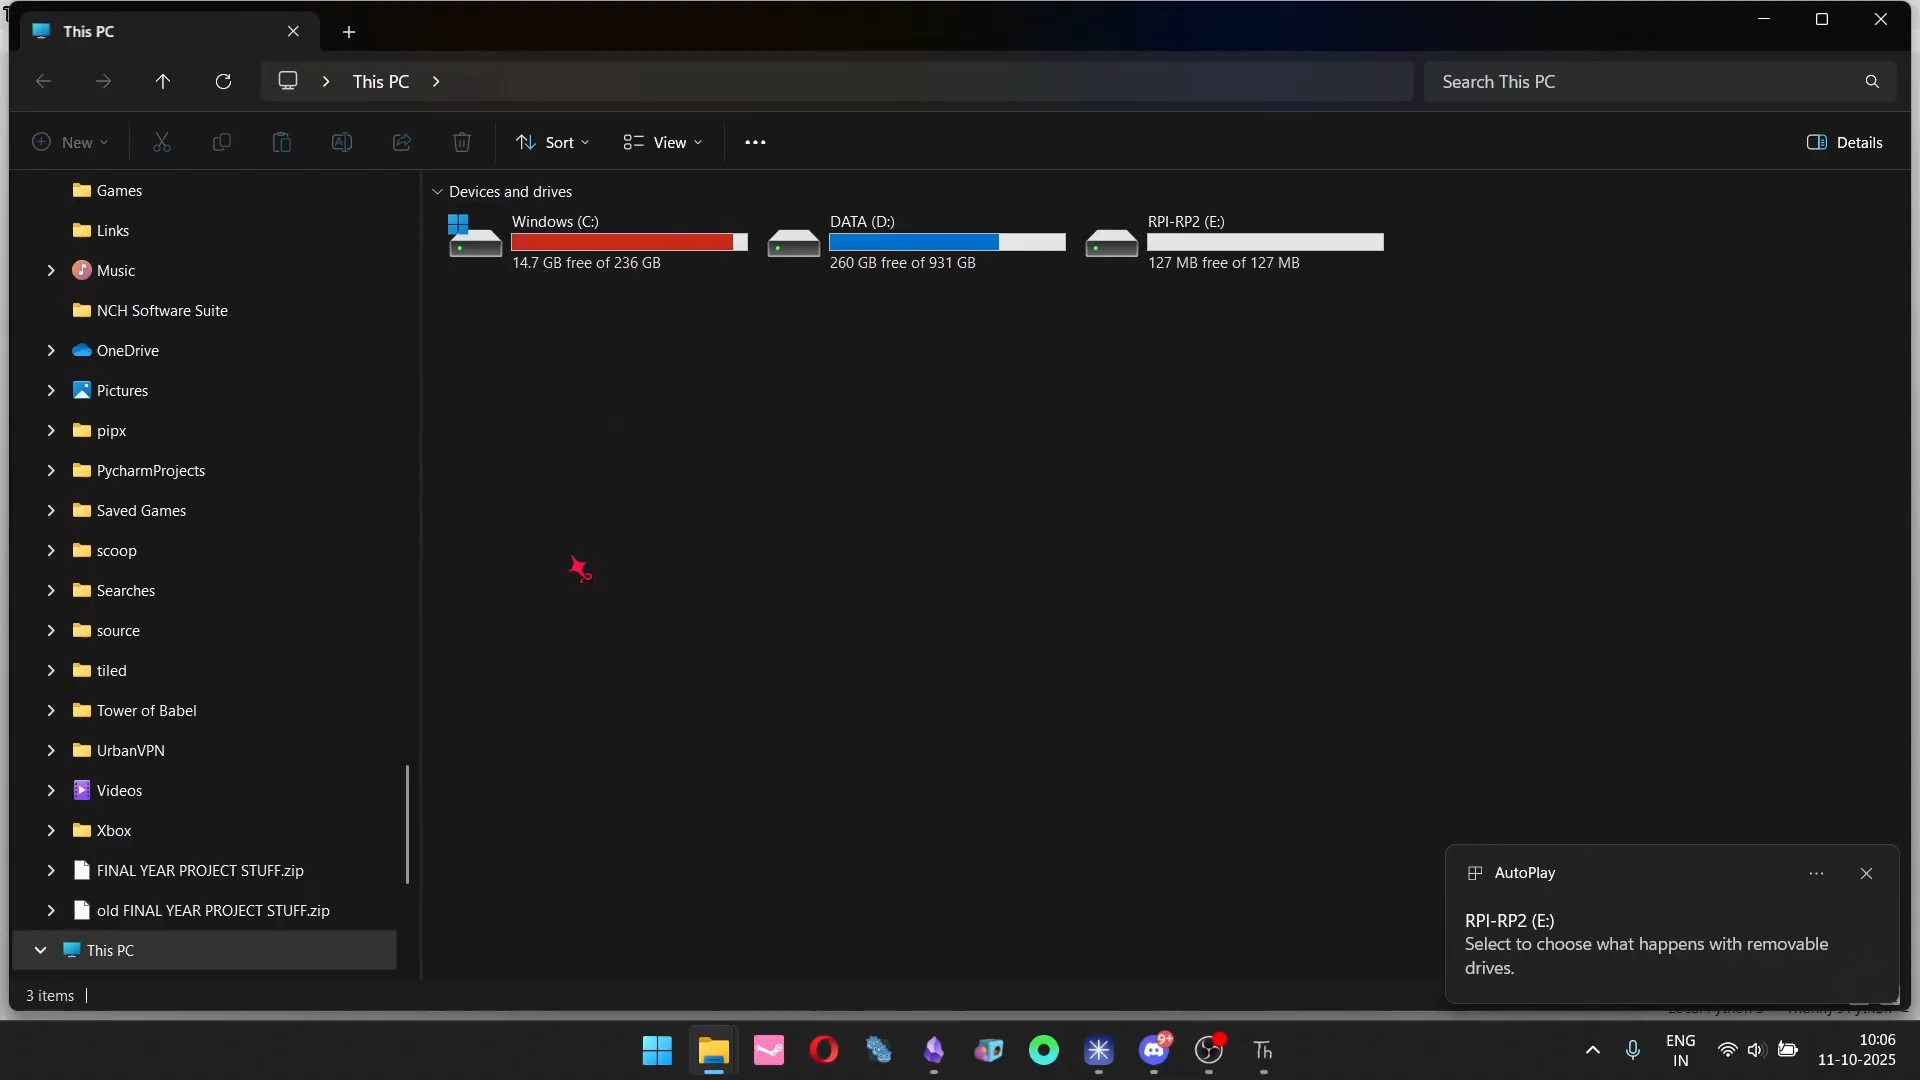 This PC
This PC
Search This PC
New
Sort
View
Details
Games
Links
Music
NCH Software Suite
OneDrive
Pictures
pipx
PycharmProjects
Saved Games
scoop
Searches
source
tiled
Tower of Babel
UrbanVPN
Videos
Xbox
FINAL YEAR PROJECT STUFF.zip
old FINAL YEAR PROJECT STUFF.zip
This PC
Devices and drives
Windows (C:)
14.7 GB free of 236 GB
DATA (D:)
260 GB free of 931 GB
RPI-RP2 (E:)
127 MB free of 127 MB
AutoPlay
RPI-RP2 (E:)
Select to choose what happens with removable
drives.
3 items
9+
Th
ENG
IN
10:06
11-10-2025